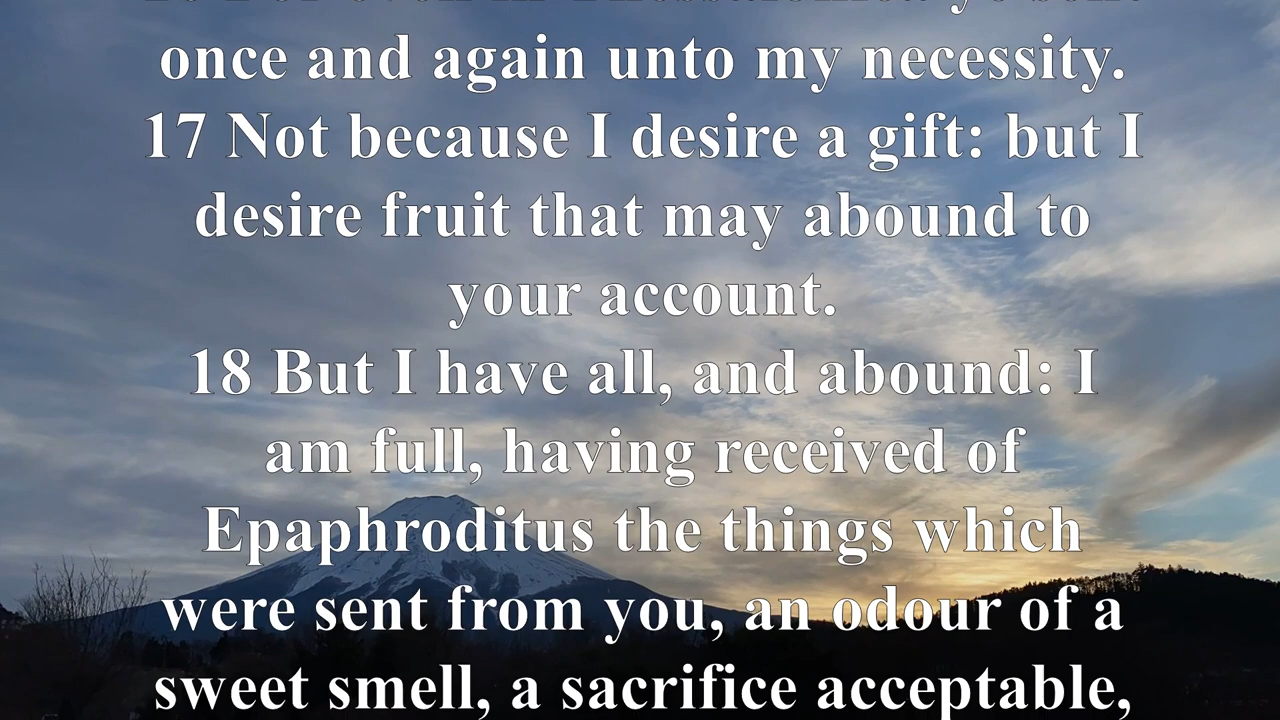 once and again unto my necessity.
17 Not because I desire a gift: but I
desire fruit that may abound to
your account.
18 But I have all, and abound: I
am full, having received of
Epaphroditus the things which
were sent from you, an odour of a
sweet smell, a sacrifice acceptable,